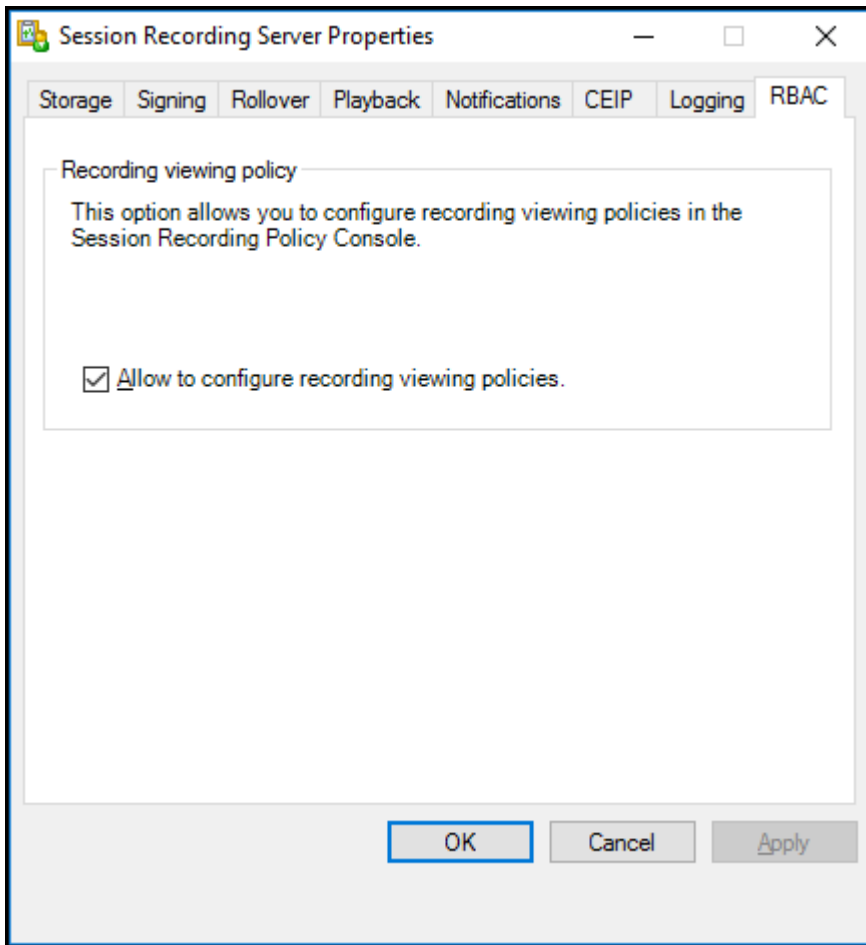 Session Recording Server Properties
Storage Signing Rollover Playback Notifications CEIP Logging RBAC
Recording viewing policy
This option allows you to configure recording viewing policies in the
Session Recording Policy Console.
Allow to configure recording viewing policies.
OK Cancel Apply